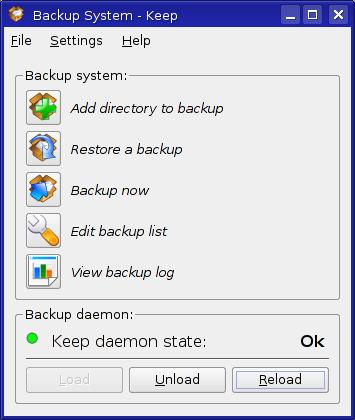 Backup System - Keep
File Settings Help
Backup system:
Add directory to backup
Restore a backup
Backup now
Edit backup list
View backup log
Backup daemon:
Keep daemon state: Ok
Load Unload Reload